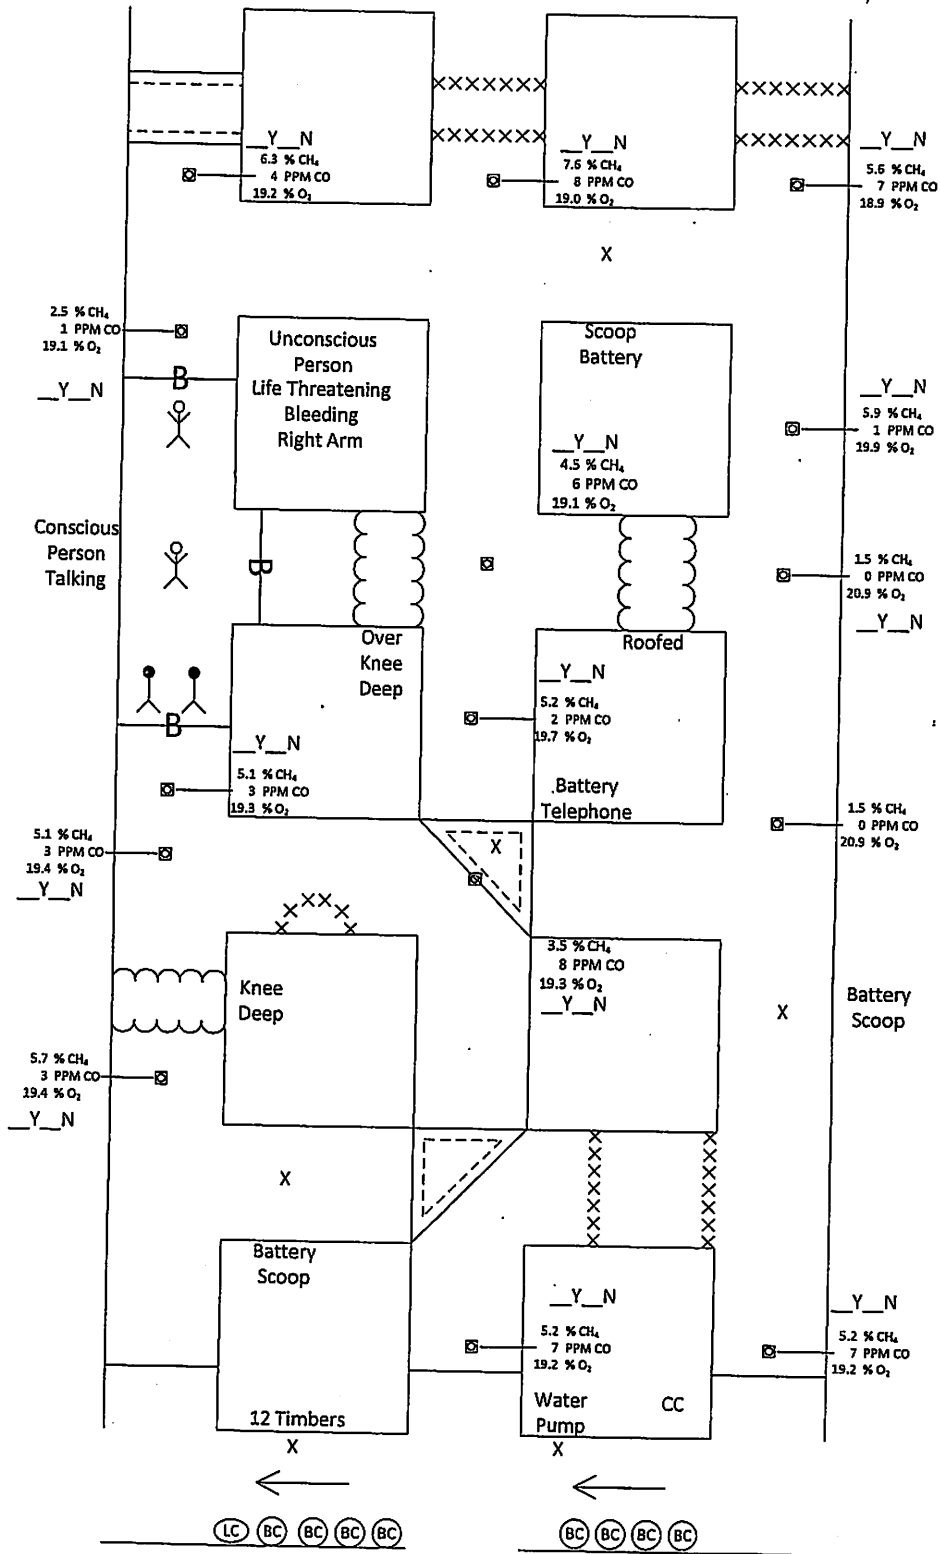 __Y__N
6.3 % CH₄
4 PPM CO
19.2 % O₂
__Y__N
7.6 % CH₄
8 PPM CO
19.0 % O₂
__Y__N
5.6 % CH₄
7 PPM CO
18.9 % O₂
X
2.5 % CH₄
1 PPM CO
19.1 % O₂
__Y__N
B
Unconscious
Person
Life Threatening
Bleeding
Right Arm
Scoop
Battery
__Y__N
4.5 % CH₄
6 PPM CO
19.1 % O₂
__Y__N
5.9 % CH₄
1 PPM CO
19.9 % O₂
Conscious
Person
Talking
B
1.5 % CH₄
0 PPM CO
20.9 % O₂
__Y__N
Over
Knee
Deep
Roofed
B
__Y__N
5.1 % CH₄
3 PPM CO
19.3 % O₂
__Y__N
5.2 % CH₄
2 PPM CO
19.7 % O₂
Battery
Telephone
1.5 % CH₄
0 PPM CO
20.9 % O₂
5.1 % CH₄
3 PPM CO
19.4 % O₂
__Y__N
X
Knee
Deep
3.5 % CH₄
8 PPM CO
19.3 % O₂
__Y__N
X
Battery
Scoop
5.7 % CH₄
3 PPM CO
19.4 % O₂
__Y__N
X
Battery
Scoop
12 Timbers
X
__Y__N
5.2 % CH₄
7 PPM CO
19.2 % O₂
Water
Pump
CC
X
__Y__N
5.2 % CH₄
7 PPM CO
19.2 % O₂
LC BC BC BC BC
BC BC BC BC